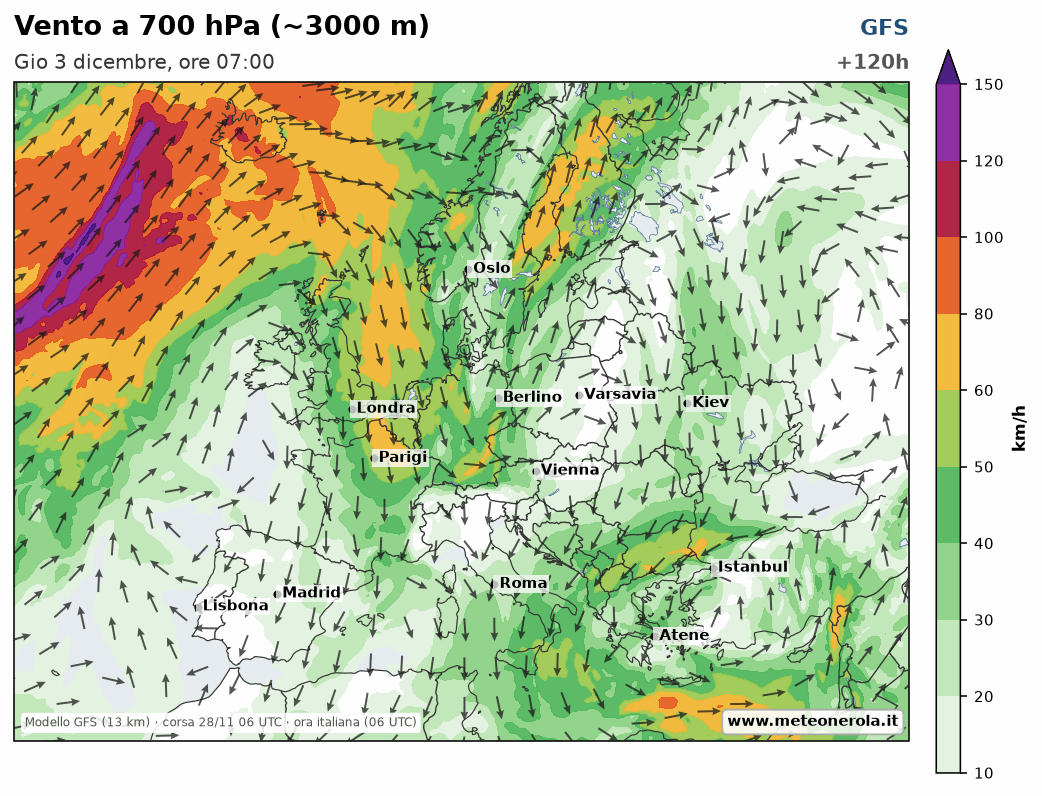 Vento a 700 hPa (~3000 m)
GFS
Gio 3 dicembre, ore 07:00
+120h
150
120
100
80
60
50
40
30
20
10
km/h
Oslo
Berlino
Varsavia
Kiev
Londra
Parigi
Vienna
Istanbul
Roma
Madrid
Lisbona
Atene
Modello GFS (13 km) · corsa 28/11 06 UTC · ora italiana (06 UTC)
www.meteonerola.it